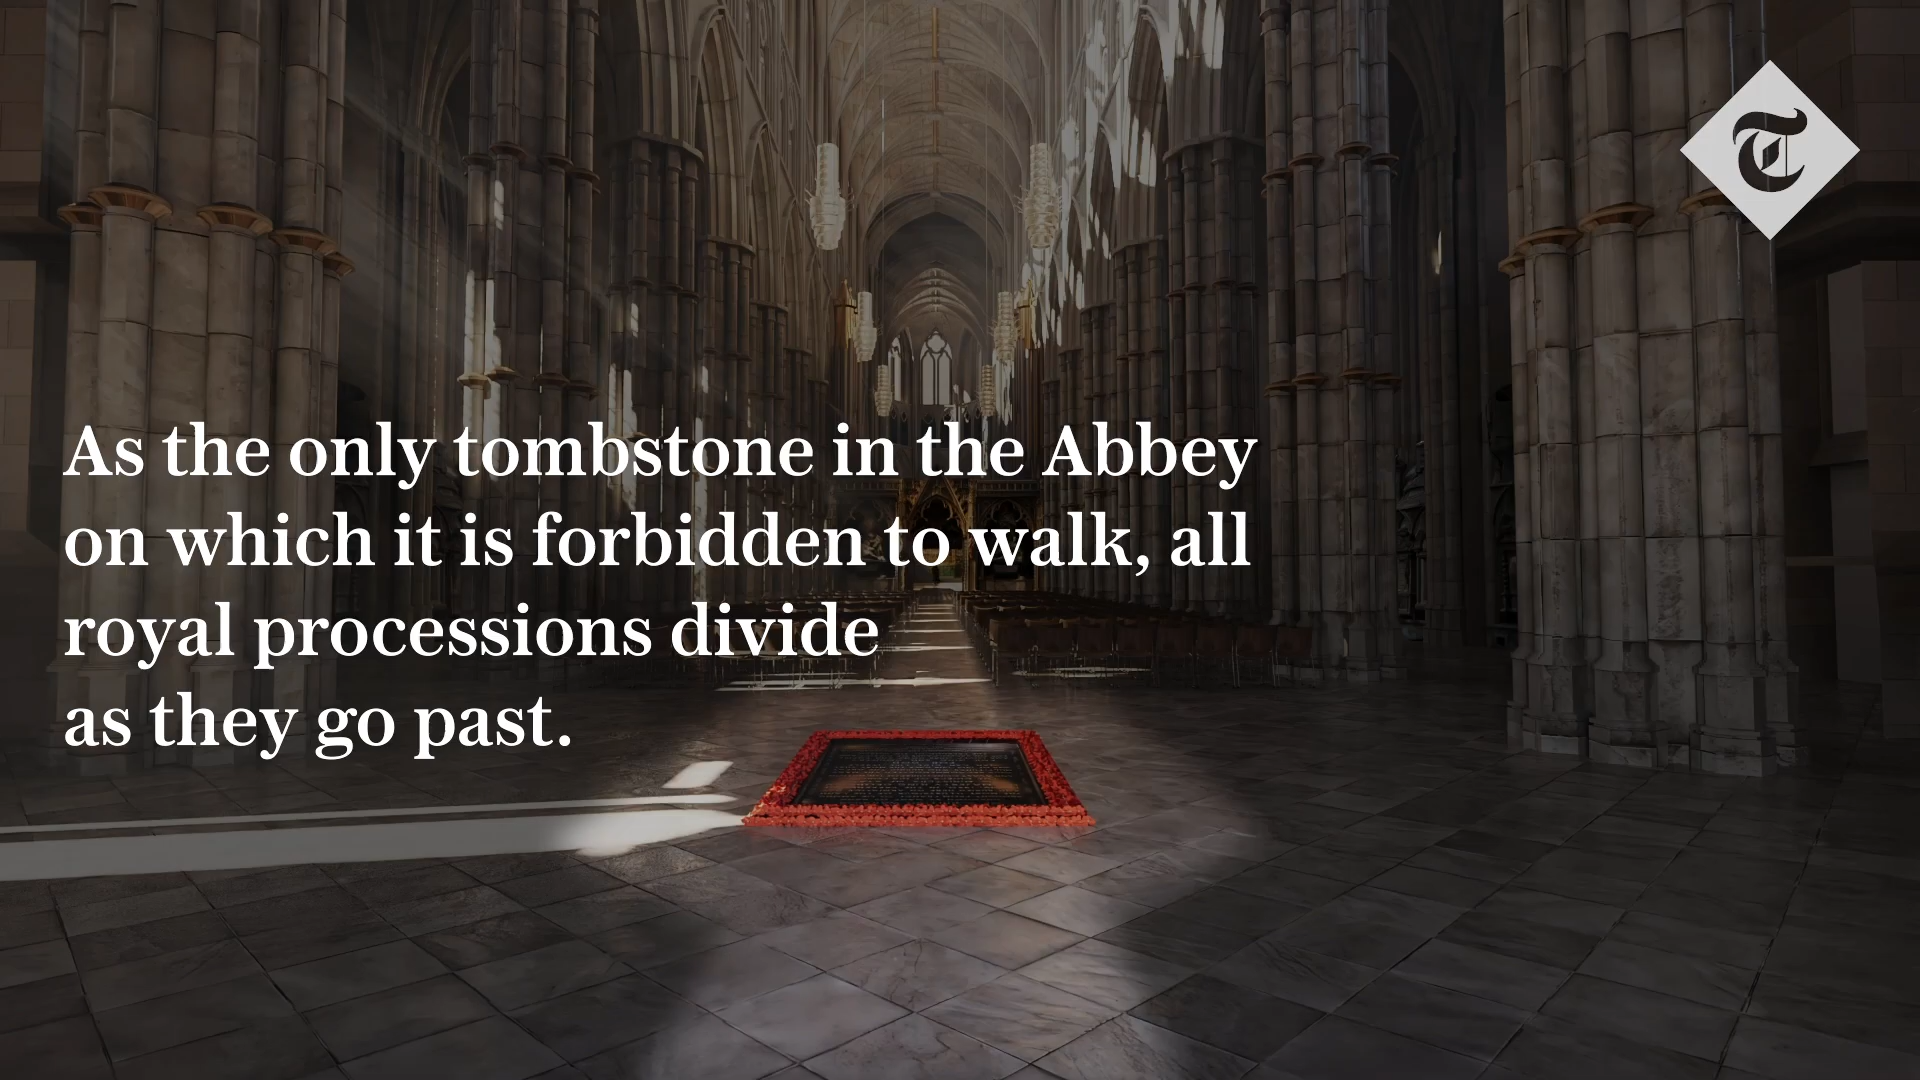 T
As the only tombstone in the Abbey
on which it is forbidden to walk, all
royal processions divide
as they go past.